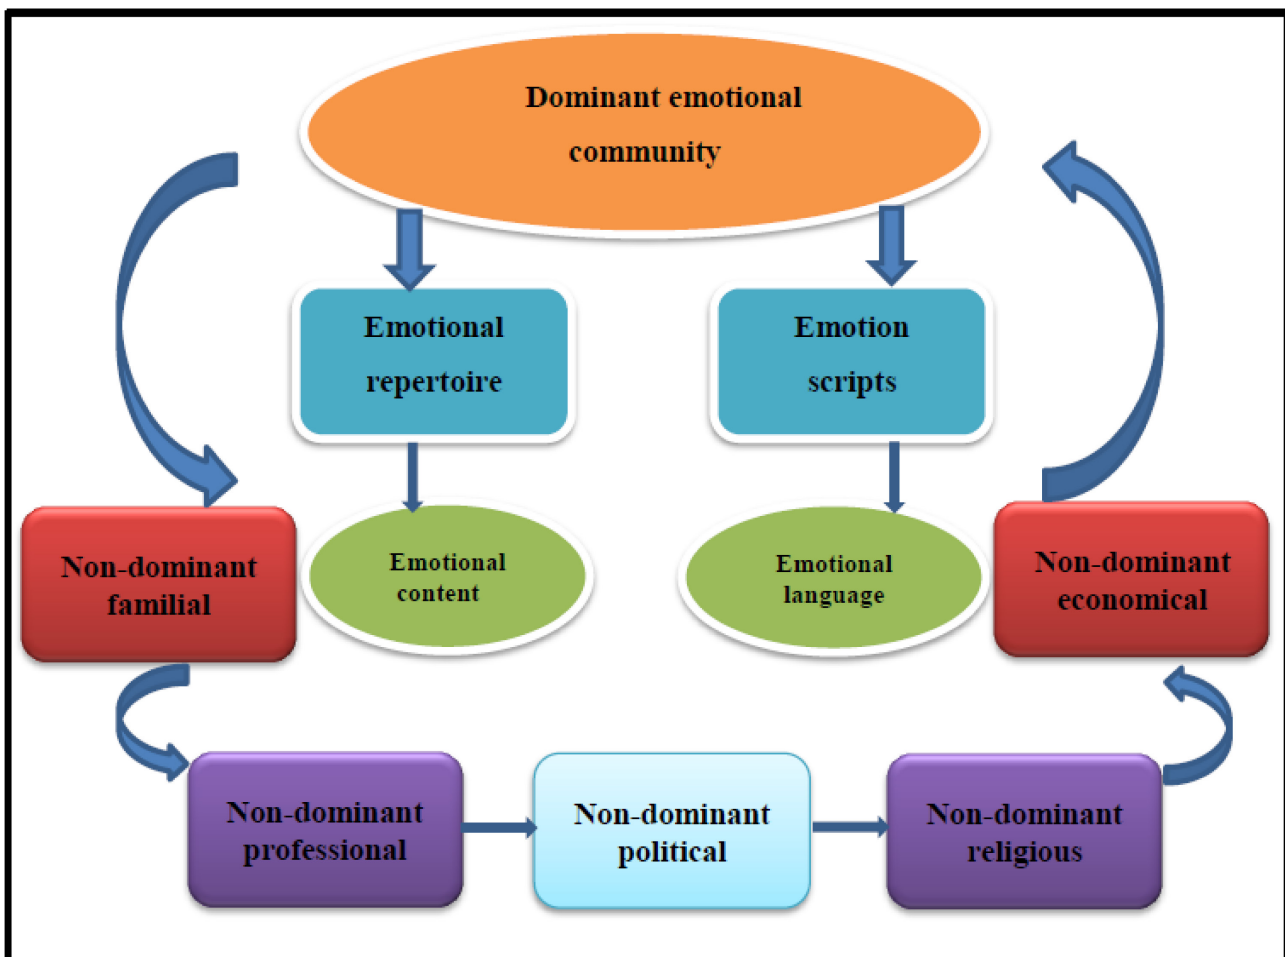 Dominant emotional
community
Emotional
repertoire
Emotion
scripts
Non-dominant
familial
Emotional
content
Emotional
language
Non-dominant
economical
Non-dominant
professional
Non-dominant
political
Non-dominant
religious